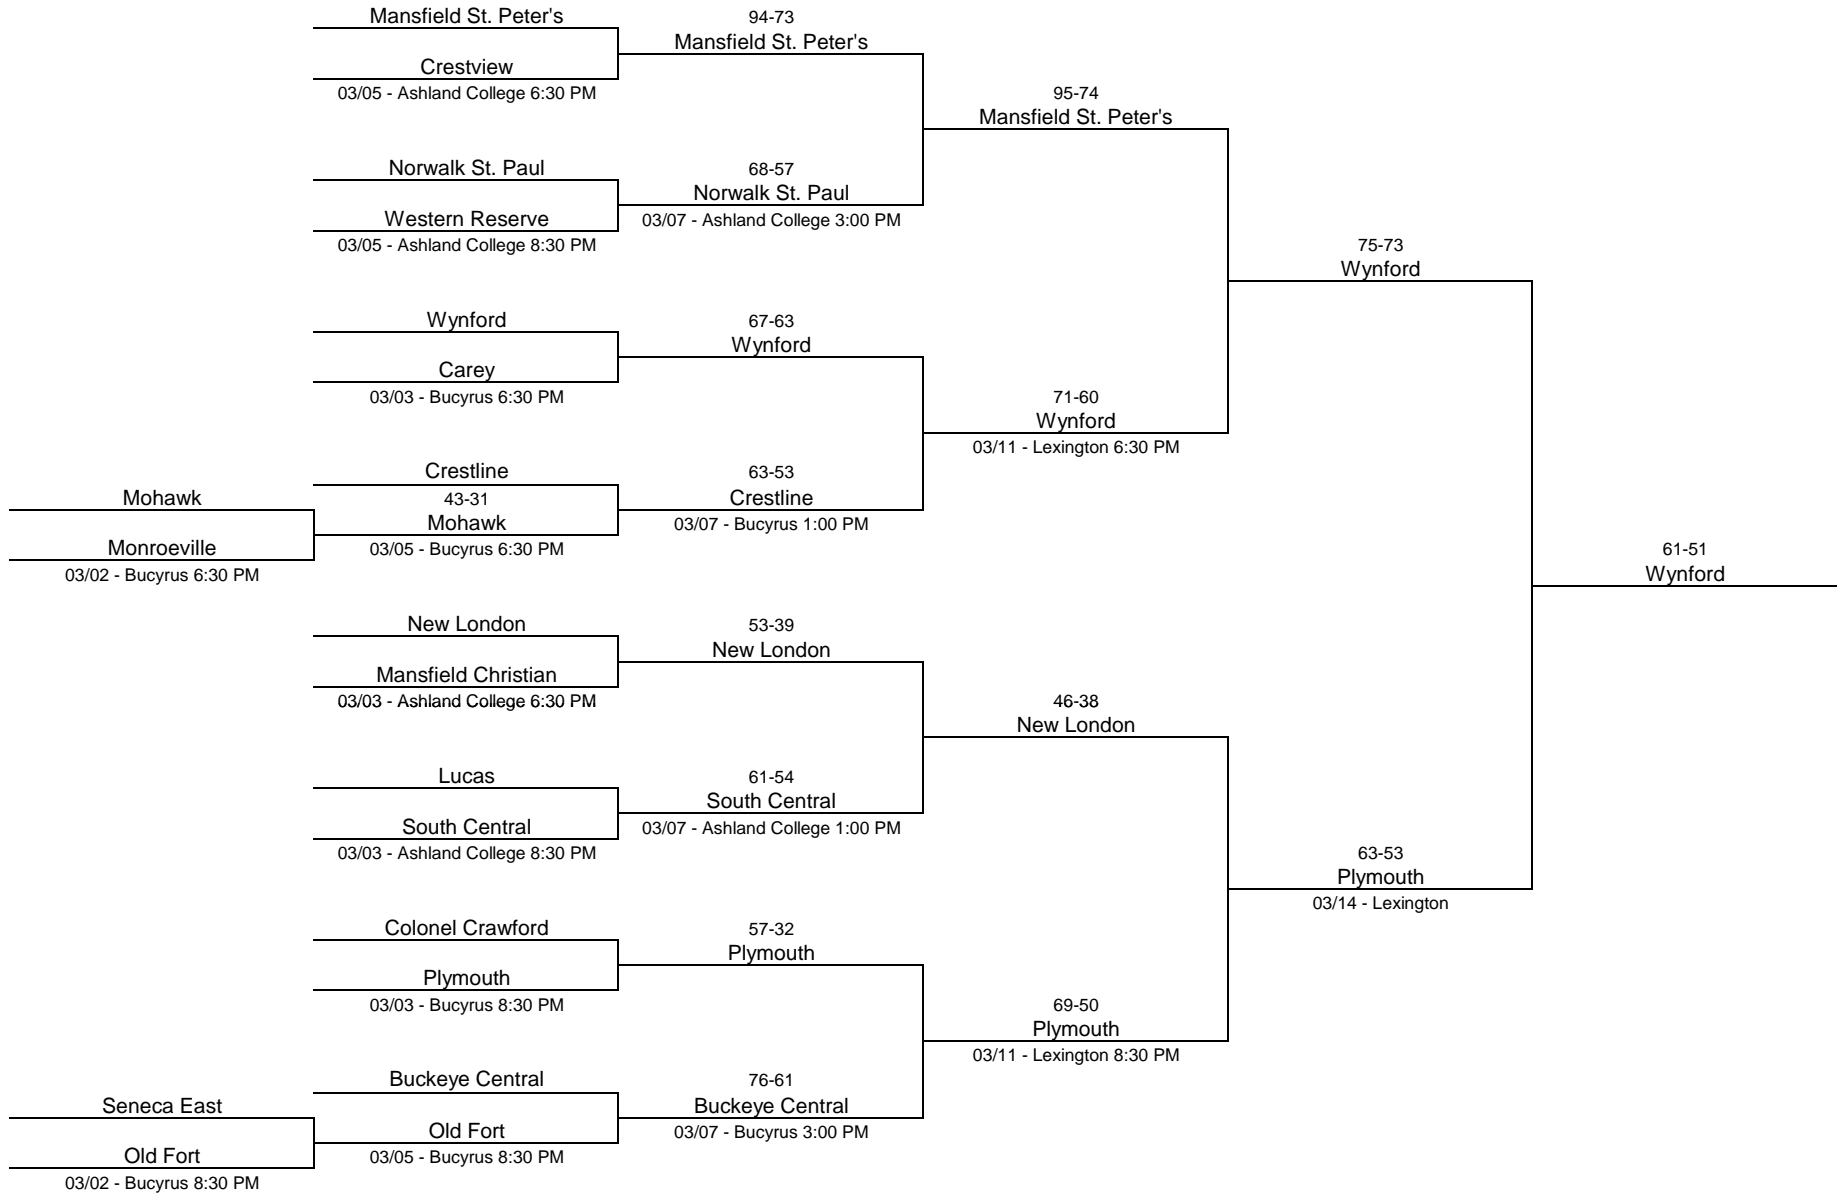 Mansfield St. Peter's
Crestview
03/05 - Ashland College 6:30 PM
94-73
Mansfield St. Peter's
Norwalk St. Paul
Western Reserve
03/05 - Ashland College 8:30 PM
68-57
Norwalk St. Paul
03/07 - Ashland College 3:00 PM
95-74
Mansfield St. Peter's
Wynford
Carey
03/03 - Bucyrus 6:30 PM
67-63
Wynford
Mohawk
Monroeville
03/02 - Bucyrus 6:30 PM
Crestline
43-31
Mohawk
03/05 - Bucyrus 6:30 PM
63-53
Crestline
03/07 - Bucyrus 1:00 PM
71-60
Wynford
03/11 - Lexington 6:30 PM
75-73
Wynford
New London
Mansfield Christian
03/03 - Ashland College 6:30 PM
53-39
New London
Lucas
South Central
03/03 - Ashland College 8:30 PM
61-54
South Central
03/07 - Ashland College 1:00 PM
46-38
New London
Colonel Crawford
Plymouth
03/03 - Bucyrus 8:30 PM
57-32
Plymouth
Seneca East
Old Fort
03/02 - Bucyrus 8:30 PM
Buckeye Central
Old Fort
03/05 - Bucyrus 8:30 PM
76-61
Buckeye Central
03/07 - Bucyrus 3:00 PM
69-50
Plymouth
03/11 - Lexington 8:30 PM
63-53
Plymouth
03/14 - Lexington
61-51
Wynford